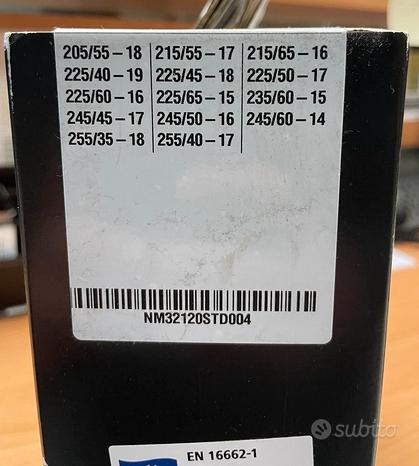 205/55–18 215/55–17 215/65–16
225/40–19 225/45–18 225/50–17
225/60–16 225/65–15 235/60–15
245/45–17 245/50–16 245/60–14
255/35–18 255/40–17
NM32120STD004
subito
EN 16662-1